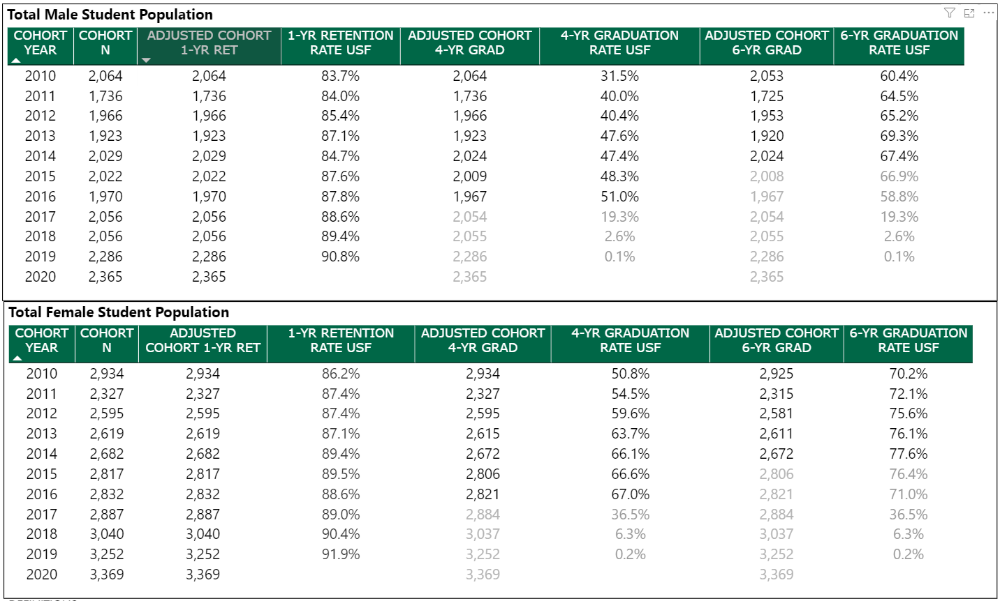 Total Male Student Population
COHORT YEAR COHORT N ADJUSTED COHORT 1-YR RET 1-YR RETENTION RATE USF ADJUSTED COHORT 4-YR GRAD 4-YR GRADUATION RATE USF ADJUSTED COHORT 6-YR GRAD 6-YR GRADUATION RATE USF
2010 2,064 2,064 83.7% 2,064 31.5% 2,053 60.4%
2011 1,736 1,736 84.0% 1,736 40.0% 1,725 64.5%
2012 1,966 1,966 85.4% 1,966 40.4% 1,953 65.2%
2013 1,923 1,923 87.1% 1,923 47.6% 1,920 69.3%
2014 2,029 2,029 84.7% 2,024 47.4% 2,024 67.4%
2015 2,022 2,022 87.6% 2,009 48.3% 2,008 66.9%
2016 1,970 1,970 87.8% 1,967 51.0% 1,967 58.8%
2017 2,056 2,056 88.6% 2,054 19.3% 2,054 19.3%
2018 2,056 2,056 89.4% 2,055 2.6% 2,055 2.6%
2019 2,286 2,286 90.8% 2,286 0.1% 2,286 0.1%
2020 2,365 2,365 2,365 2,365
Total Female Student Population
COHORT YEAR COHORT N ADJUSTED COHORT 1-YR RET 1-YR RETENTION RATE USF ADJUSTED COHORT 4-YR GRAD 4-YR GRADUATION RATE USF ADJUSTED COHORT 6-YR GRAD 6-YR GRADUATION RATE USF
2010 2,934 2,934 86.2% 2,934 50.8% 2,925 70.2%
2011 2,327 2,327 87.4% 2,327 54.5% 2,315 72.1%
2012 2,595 2,595 87.4% 2,595 59.6% 2,581 75.6%
2013 2,619 2,619 87.1% 2,615 63.7% 2,611 76.1%
2014 2,682 2,682 89.4% 2,672 66.1% 2,672 77.6%
2015 2,817 2,817 89.5% 2,806 66.6% 2,806 76.4%
2016 2,832 2,832 88.6% 2,821 67.0% 2,821 71.0%
2017 2,887 2,887 89.0% 2,884 36.5% 2,884 36.5%
2018 3,040 3,040 90.4% 3,037 6.3% 3,037 6.3%
2019 3,252 3,252 91.9% 3,252 0.2% 3,252 0.2%
2020 3,369 3,369 3,369 3,369